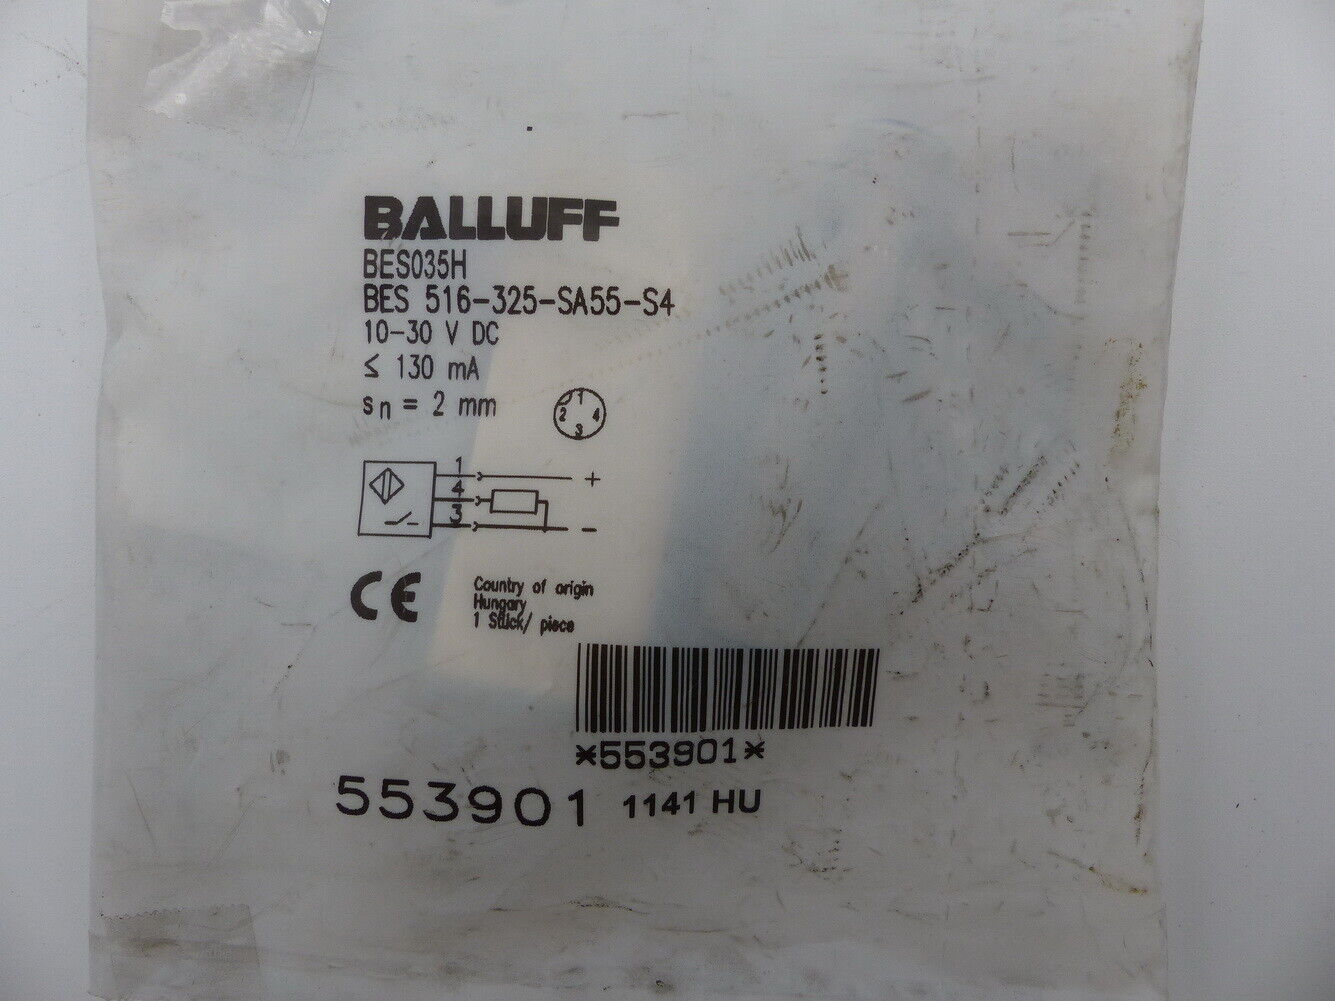 BALLUFF
BES035H
BES 516-325-SA55-S4
10-30 V DC
≤ 130 mA
sn = 2 mm
1
2 4
3
1 +
4
3 -
CE
Country of origin
Hungary
1 Stück/ piece
*553901*
553901 1141 HU